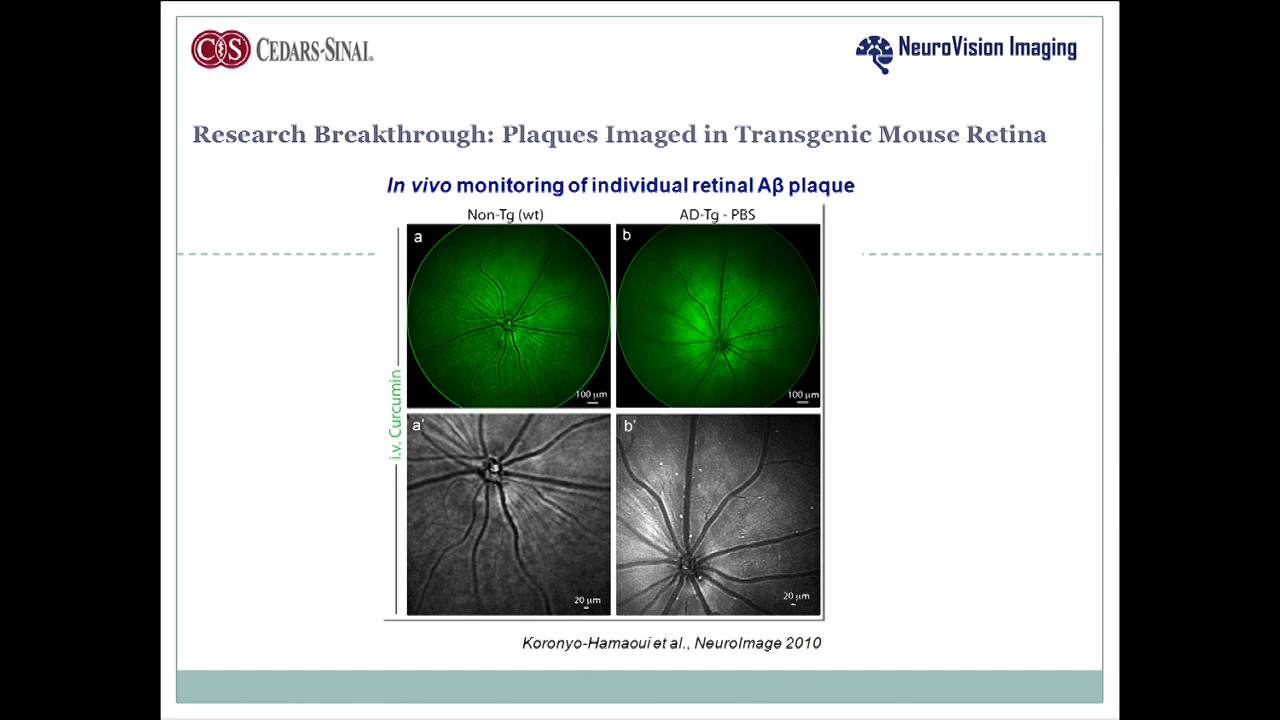 CEDARS-SINAI®
NeuroVision Imaging
Research Breakthrough: Plaques Imaged in Transgenic Mouse Retina
In vivo monitoring of individual retinal Aβ plaque
Non-Tg (wt)
AD-Tg - PBS
i.v. Curcumin
a
b
100 µm
100 µm
a'
b'
20 µm
20 µm
Koronyo-Hamaoui et al., NeuroImage 2010